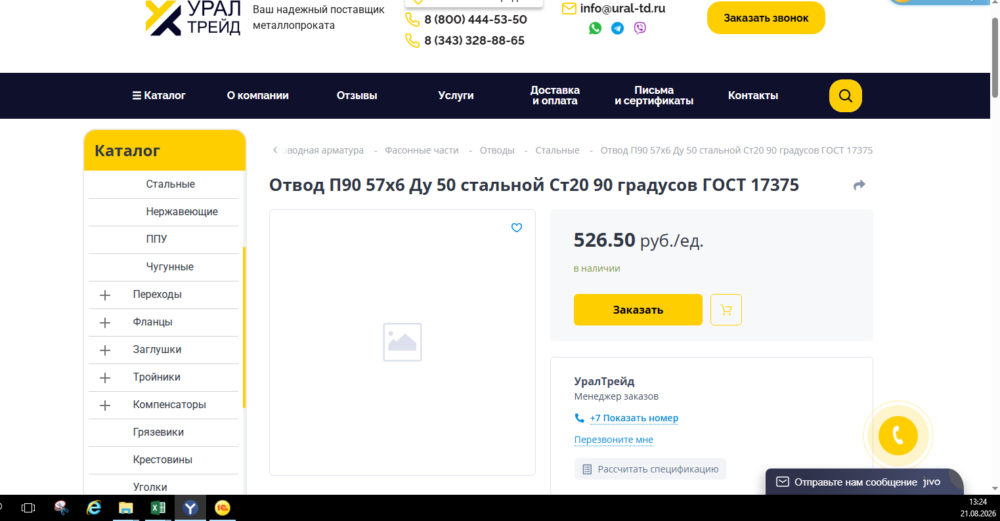 УРАЛ
ТРЕЙД
Ваш надежный поставщик
металлопроката
8 (800) 444-53-50
8 (343) 328-88-65
info@ural-td.ru
Заказать звонок
Каталог
О компании
Отзывы
Услуги
Доставка
и оплата
Письма
и сертификаты
Контакты
Каталог
Стальные
Нержавеющие
ППУ
Чугунные
Переходы
Фланцы
Заглушки
Тройники
Компенсаторы
Грязевики
Крестовины
Уголки
оводная арматура - Фасонные части - Отводы - Стальные - Отвод П90 57х6 Ду 50 стальной Ст20 90 градусов ГОСТ 17375
Отвод П90 57х6 Ду 50 стальной Ст20 90 градусов ГОСТ 17375
526.50 руб./ед.
в наличии
Заказать
УралТрейд
Менеджер заказов
+7 Показать номер
Перезвоните мне
Рассчитать спецификацию
Отправьте нам сообщение jivo
13:24
21.08.2026